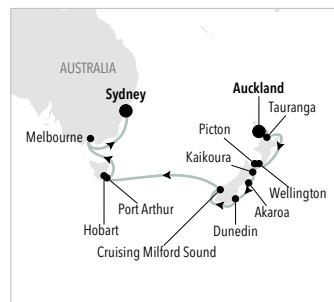 AUSTRALIA
Sydney
Auckland
Tauranga
Melbourne
Picton
Kaikoura
Wellington
Port Arthur
Akaroa
Hobart
Dunedin
Cruising Milford Sound